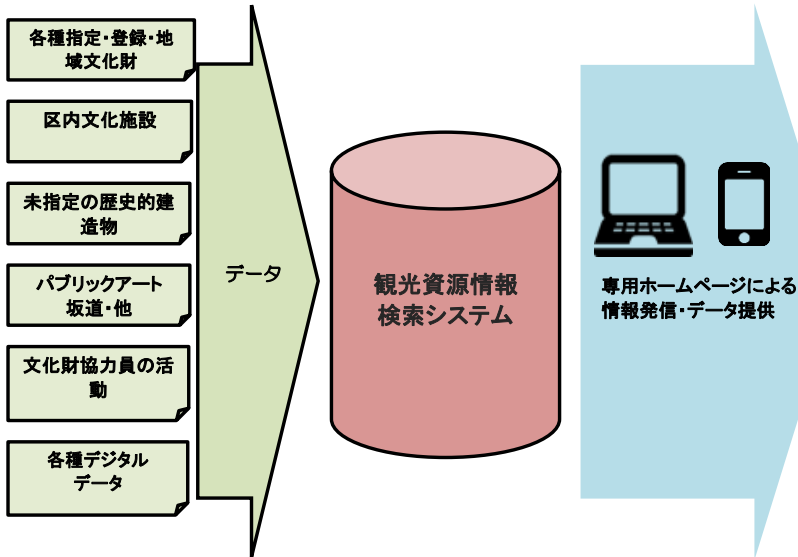 各種指定・登録・地
域文化財
区内文化施設
未指定の歴史的建
造物
パブリックアート
坂道・他
文化財協力員の活
動
各種デジタル
データ
データ
観光資源情報
検索システム
専用ホームページによる
情報発信・データ提供